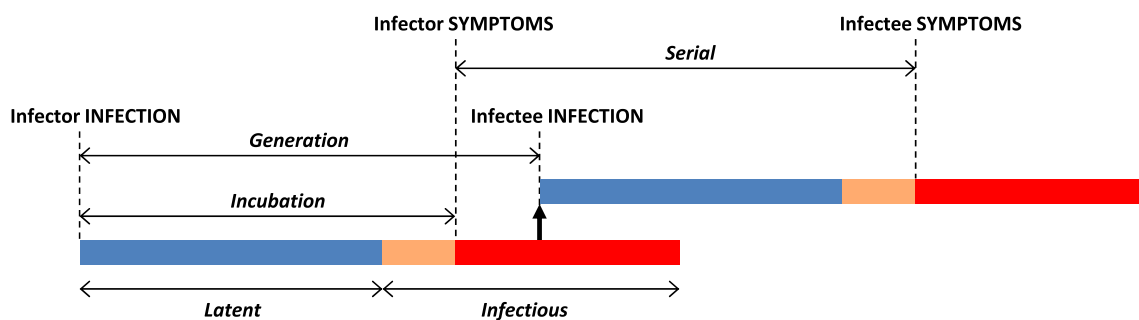 Infector SYMPTOMS
Infectee SYMPTOMS
Serial
Infector INFECTION
Infectee INFECTION
Generation
Incubation
Latent
Infectious